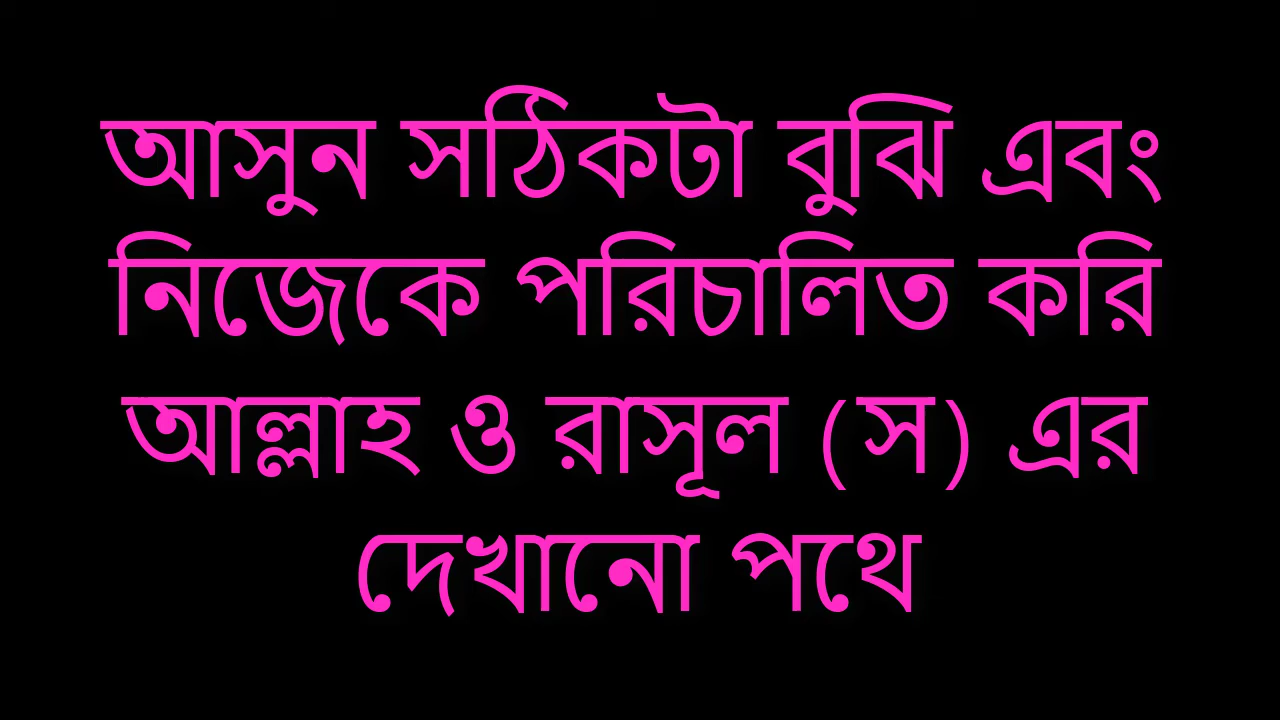 আসুন সঠিকটা বুঝি এবং
নিজেকে পরিচালিত করি
আল্লাহ ও রাসূল (স) এর
দেখানো পথে